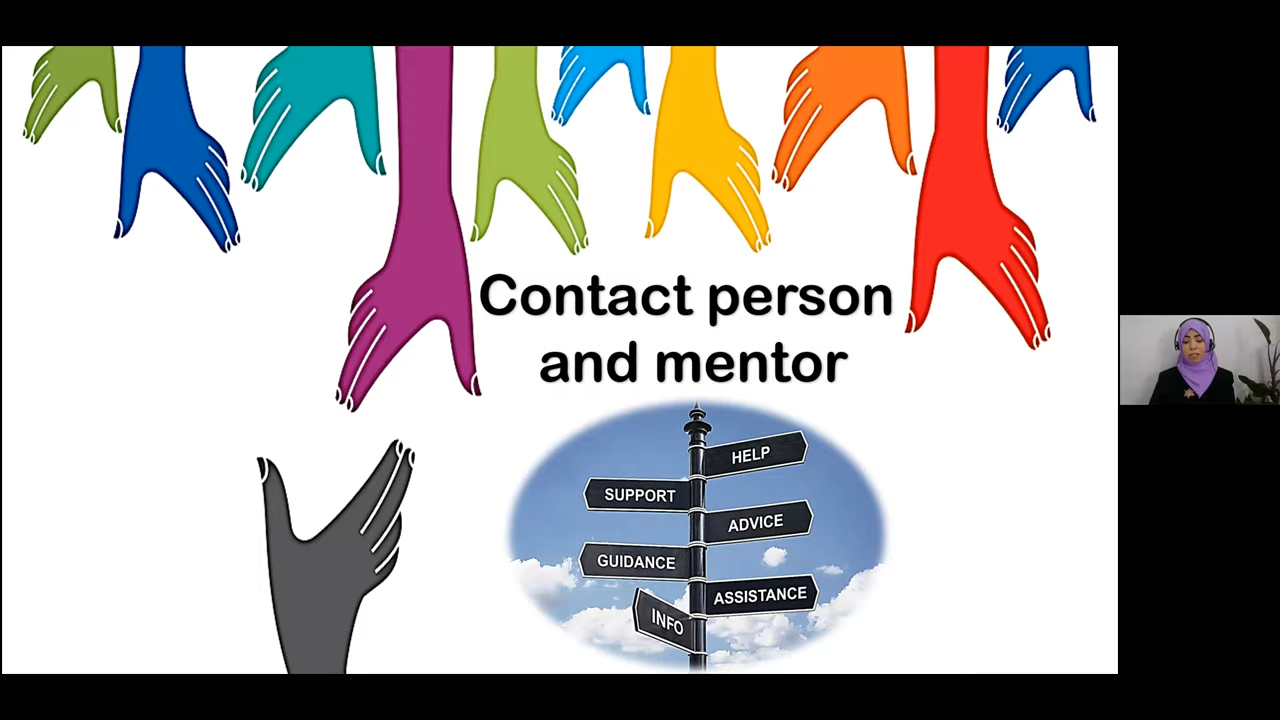 Contact person
and mentor
HELP
SUPPORT
ADVICE
GUIDANCE
ASSISTANCE
INFO